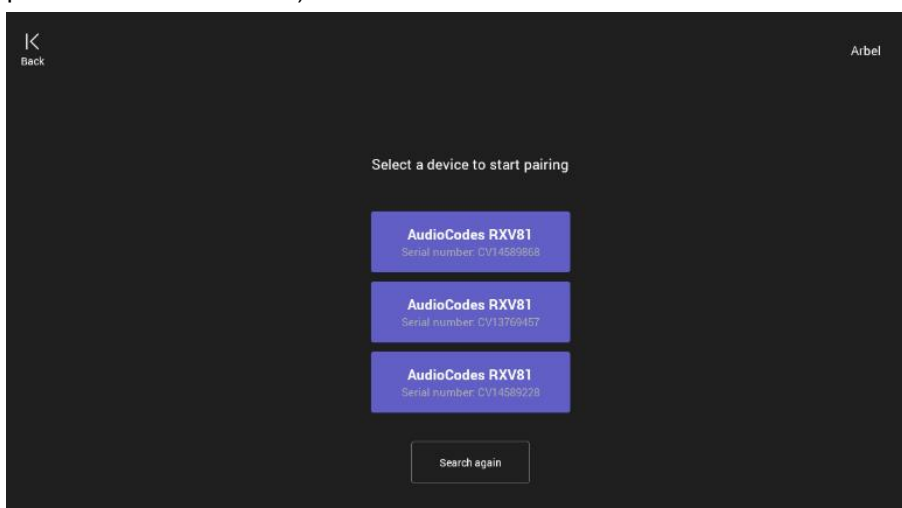 Back
Arbel
Select a device to start pairing
AudioCodes RXV81
Serial number: CV14589868
AudioCodes RXV81
Serial number: CV13769457
AudioCodes RXV81
Serial number: CV14589228
Search again